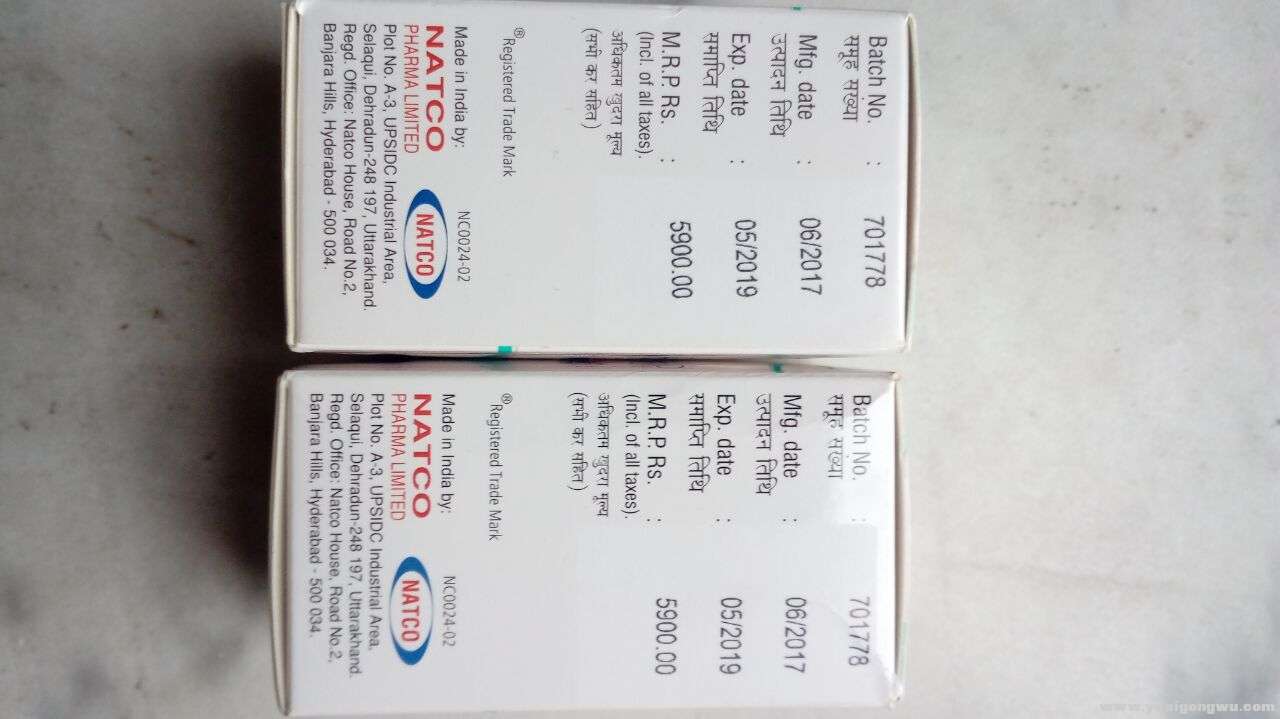 Batch No. : 701778
समूह संख्या
Mfg. date : 06/2017
उत्पादन तिथि
Exp. date : 05/2019
समाप्ति तिथि
M.R.P. Rs. : 5900.00
(Incl. of all taxes).
अधिकतम खुदरा मूल्य
(सभी कर सहित)
®Registered Trade Mark
NC0024-02
Made in India by:
NATCO
PHARMA LIMITED
NATCO
Plot No. A-3, UPSIDC Industrial Area,
Selaqui, Dehradun-248 197, Uttarakhand.
Regd. Office: Natco House, Road No.2,
Banjara Hills, Hyderabad - 500 034.
Batch No. : 701778
समूह संख्या
Mfg. date : 06/2017
उत्पादन तिथि
Exp. date : 05/2019
समाप्ति तिथि
M.R.P. Rs. : 5900.00
(Incl. of all taxes).
अधिकतम खुदरा मूल्य
(सभी कर सहित)
®Registered Trade Mark
NC0024-02
Made in India by:
NATCO
PHARMA LIMITED
NATCO
Plot No. A-3, UPSIDC Industrial Area,
Selaqui, Dehradun-248 197, Uttarakhand.
Regd. Office: Natco House, Road No.2,
Banjara Hills, Hyderabad - 500 034.